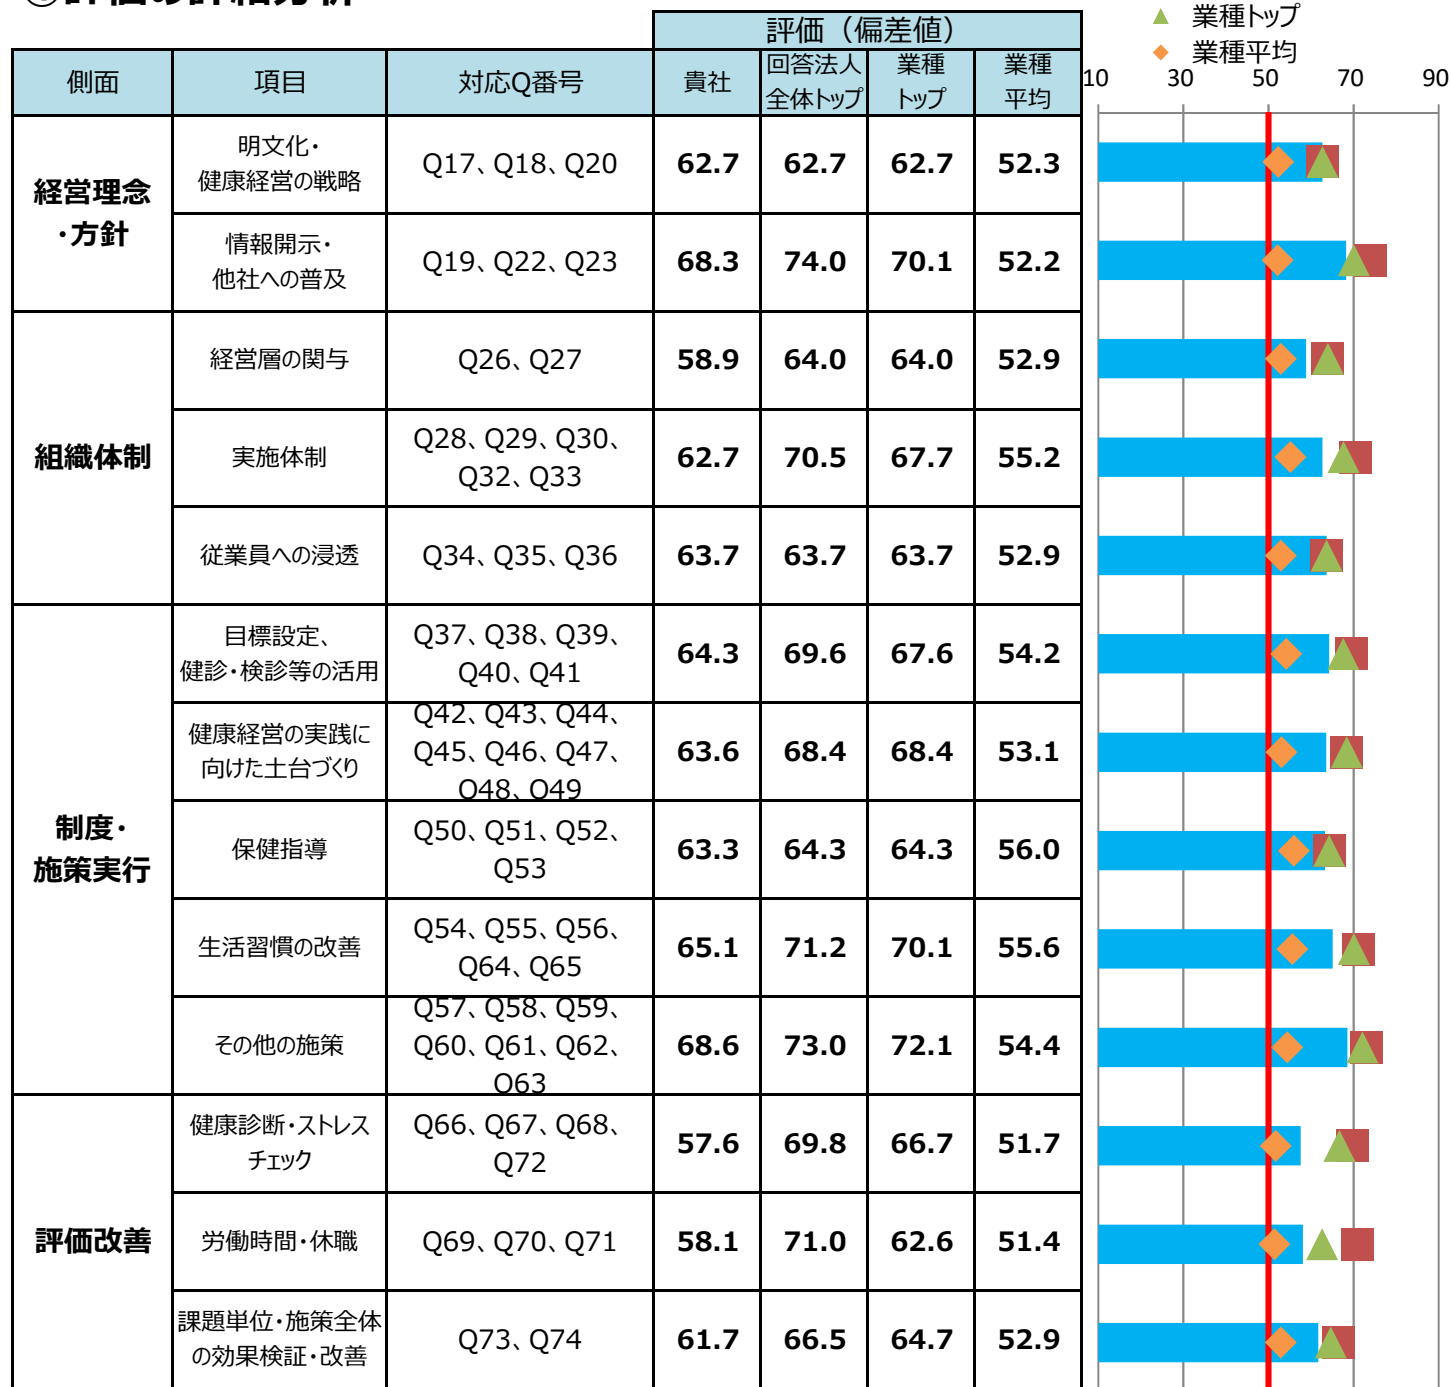 ④評価の詳細分析
▲ 業種トップ
◆ 業種平均
評価（偏差値）
側面 項目 対応Q番号 貴社 回答法人 業種 業種
全体トップ トップ 平均
10 30 50 70 90
経営理念
・方針
明文化・
健康経営の戦略
Q17、Q18、Q20 62.7 62.7 62.7 52.3
情報開示・
他社への普及
Q19、Q22、Q23 68.3 74.0 70.1 52.2
組織体制
経営層の関与 Q26、Q27 58.9 64.0 64.0 52.9
実施体制
Q28、Q29、Q30、
Q32、Q33
62.7 70.5 67.7 55.2
従業員への浸透 Q34、Q35、Q36 63.7 63.7 63.7 52.9
制度・
施策実行
目標設定、
健診・検診等の活用
Q37、Q38、Q39、
Q40、Q41
64.3 69.6 67.6 54.2
健康経営の実践に
向けた土台づくり
Q42、Q43、Q44、
Q45、Q46、Q47、
Q48、Q49
63.6 68.4 68.4 53.1
保健指導
Q50、Q51、Q52、
Q53
63.3 64.3 64.3 56.0
生活習慣の改善
Q54、Q55、Q56、
Q64、Q65
65.1 71.2 70.1 55.6
その他の施策
Q57、Q58、Q59、
Q60、Q61、Q62、
Q63
68.6 73.0 72.1 54.4
評価改善
健康診断・ストレス
チェック
Q66、Q67、Q68、
Q72
57.6 69.8 66.7 51.7
労働時間・休職 Q69、Q70、Q71 58.1 71.0 62.6 51.4
課題単位・施策全体
の効果検証・改善
Q73、Q74 61.7 66.5 64.7 52.9